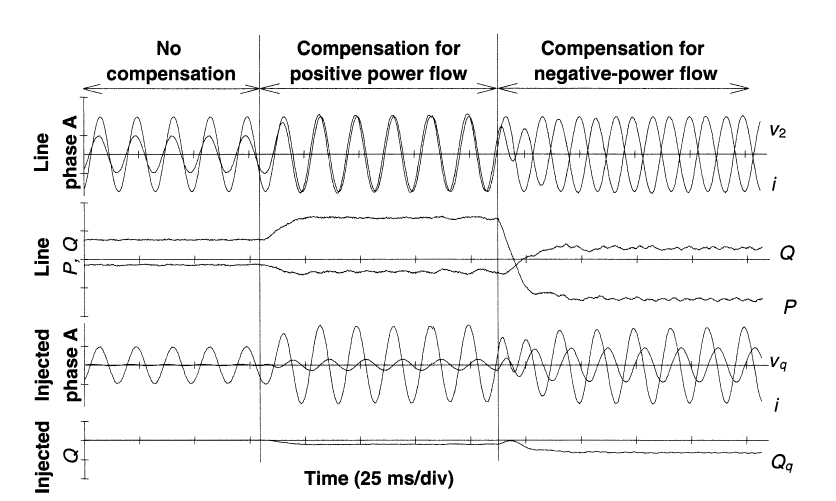 No
compensation
Compensation for
positive power flow
Compensation for
negative-power flow
Line
phase A
v2
i
Line
P, Q
Q
P
Injected
phase A
vq
i
Injected
Q
Qq
Time (25 ms/div)